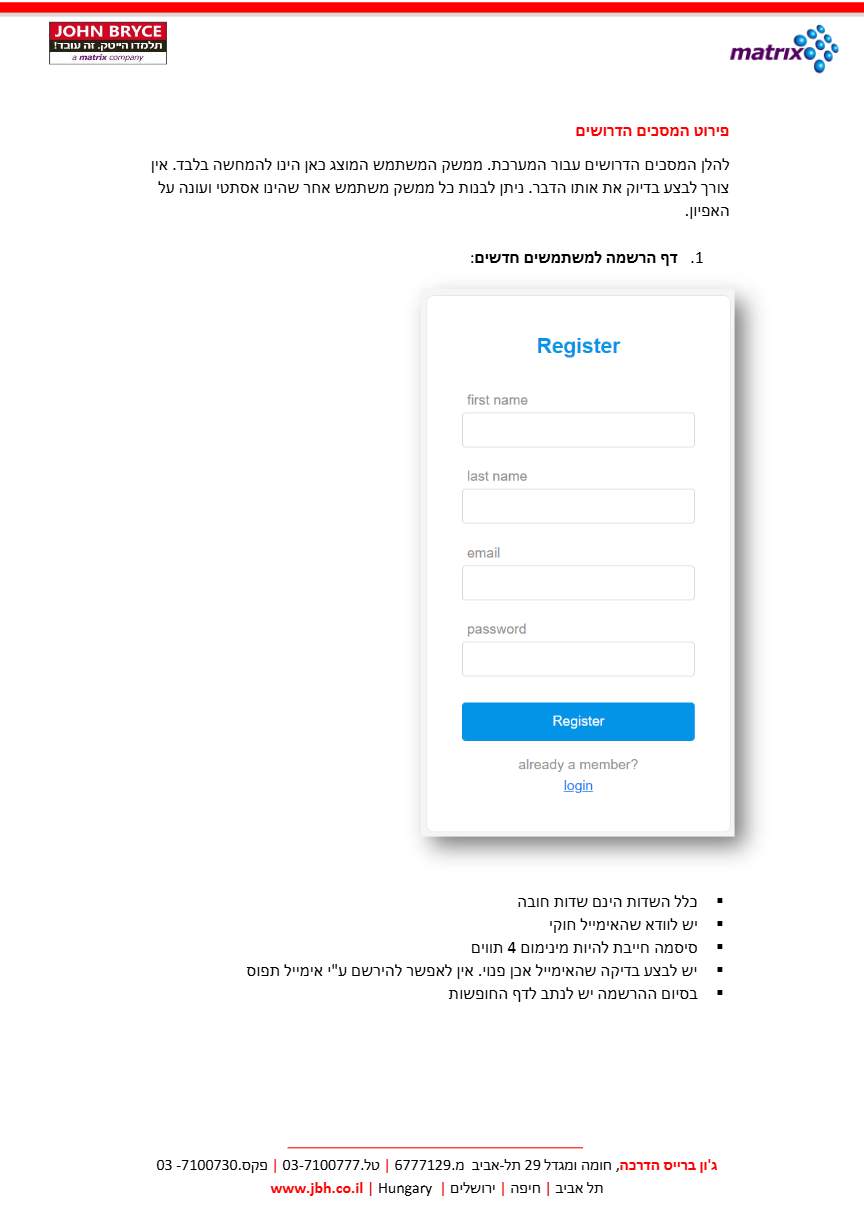 JOHN BRYCE
תלמדו הייטק. זה עובד!
a matrix company
matrix
פירוט המסכים הדרושים
להלן המסכים הדרושים עבור המערכת. ממשק המשתמש המוצג כאן הינו להמחשה בלבד. אין
צורך לבצע בדיוק את אותו הדבר. ניתן לבנות כל ממשק משתמש אחר שהינו אסתטי ועונה על
האפיון.
1. דף הרשמה למשתמשים חדשים:
Register
first name
last name
email
password
Register
already a member?
login
▪ כלל השדות הינם שדות חובה
▪ יש לוודא שהאימייל חוקי
▪ סיסמה חייבת להיות מינימום 4 תווים
▪ יש לבצע בדיקה שהאימייל אכן פנוי. אין לאפשר להירשם ע"י אימייל תפוס
▪ בסיום ההרשמה יש לנתב לדף החופשות
ג'ון ברייס הדרכה, חומה ומגדל 29 תל-אביב מ.6777129 | טל.03-7100777 | פקס.7100730- 03
תל אביב | חיפה | ירושלים | Hungary | www.jbh.co.il